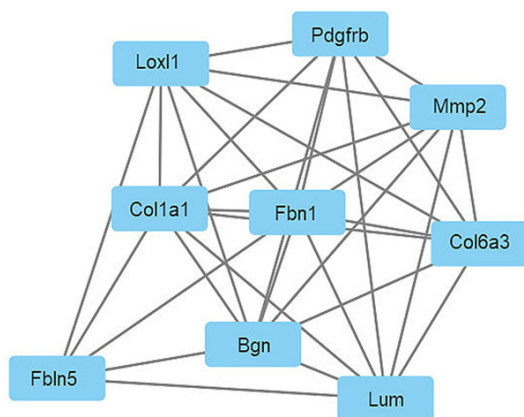 Pdgfrb
Loxl1
Mmp2
Col1a1
Fbn1
Col6a3
Bgn
Fbln5
Lum